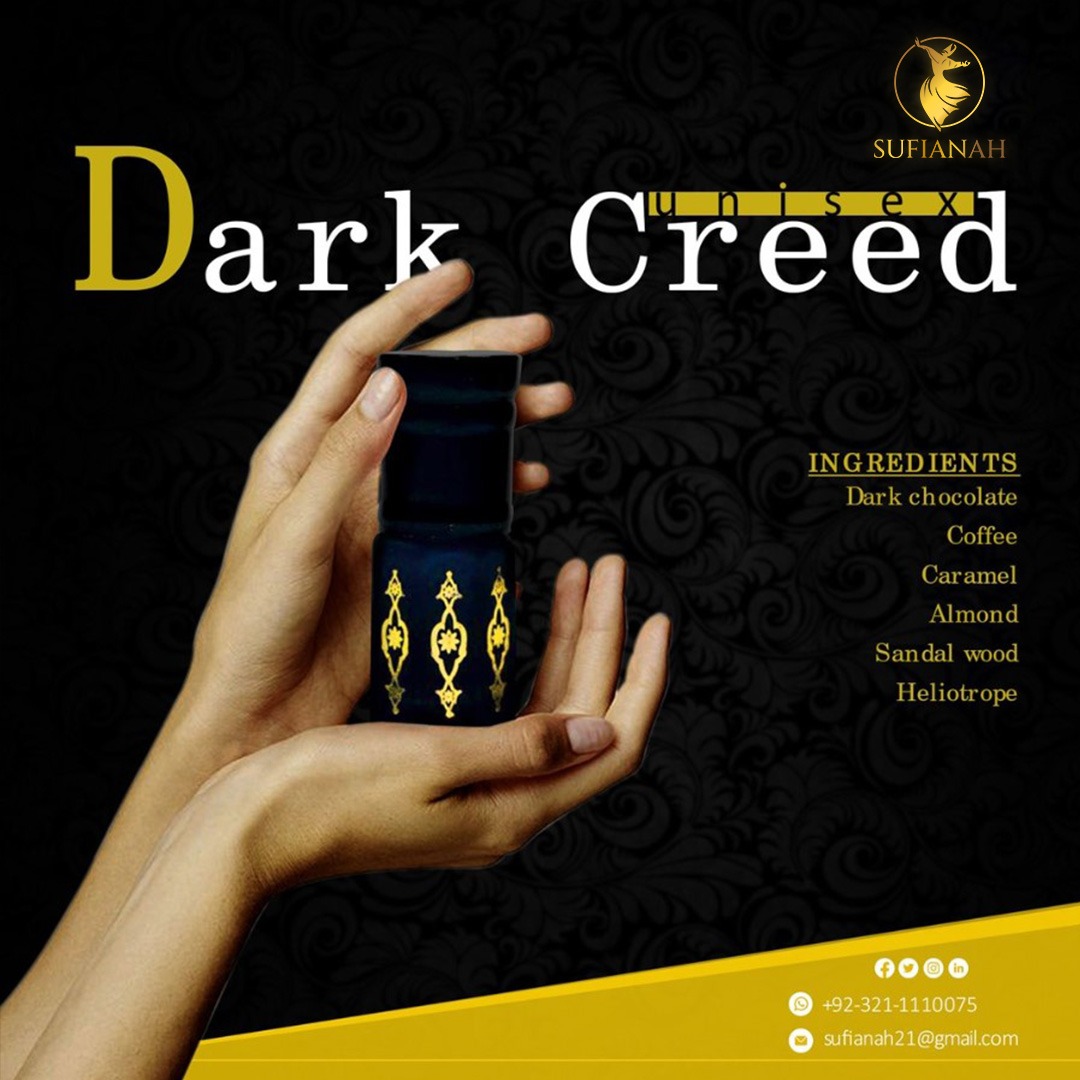 SUFIANAH
unisex
Dark Creed
INGREDIENTS
Dark chocolate
Coffee
Caramel
Almond
Sandal wood
Heliotrope
+92-321-1110075
sufianah21@gmail.com